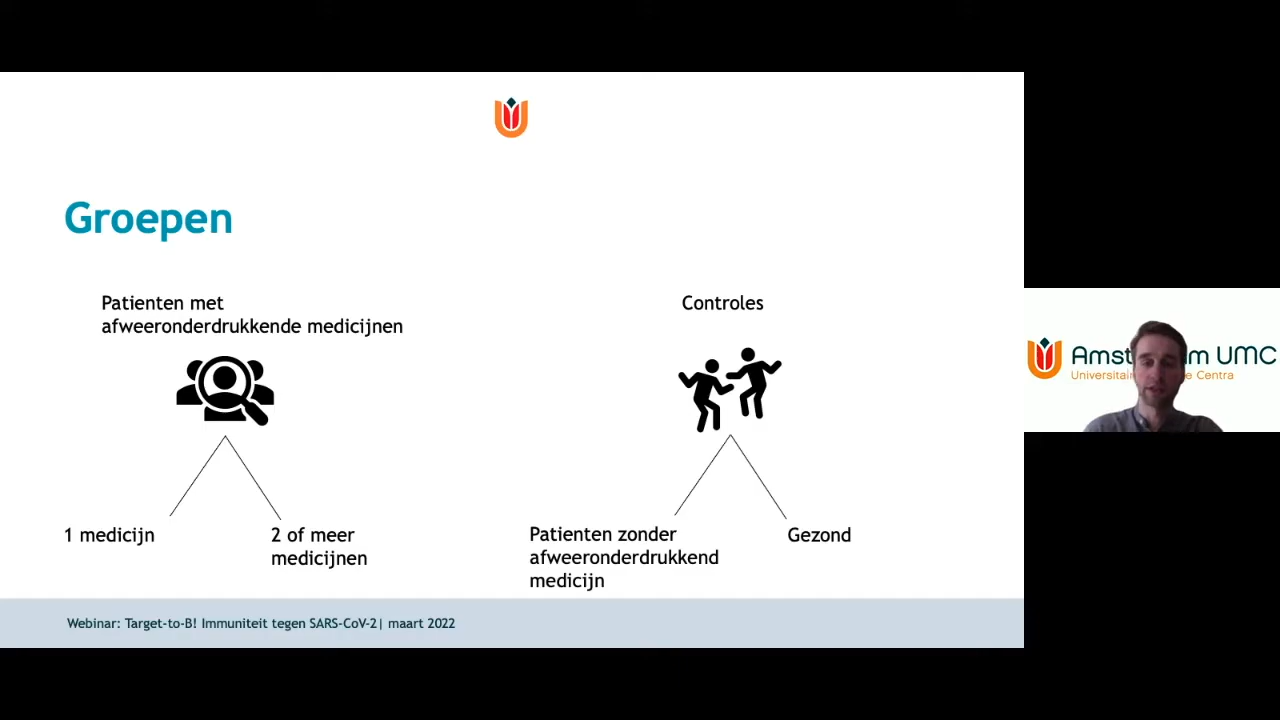 Groepen
Patienten met
afweeronderdrukkende medicijnen
Controles
1 medicijn
2 of meer
medicijnen
Patienten zonder
afweeronderdrukkend
medicijn
Gezond
Webinar: Target-to-B! Immuniteit tegen SARS-CoV-2| maart 2022
UMC
Centra